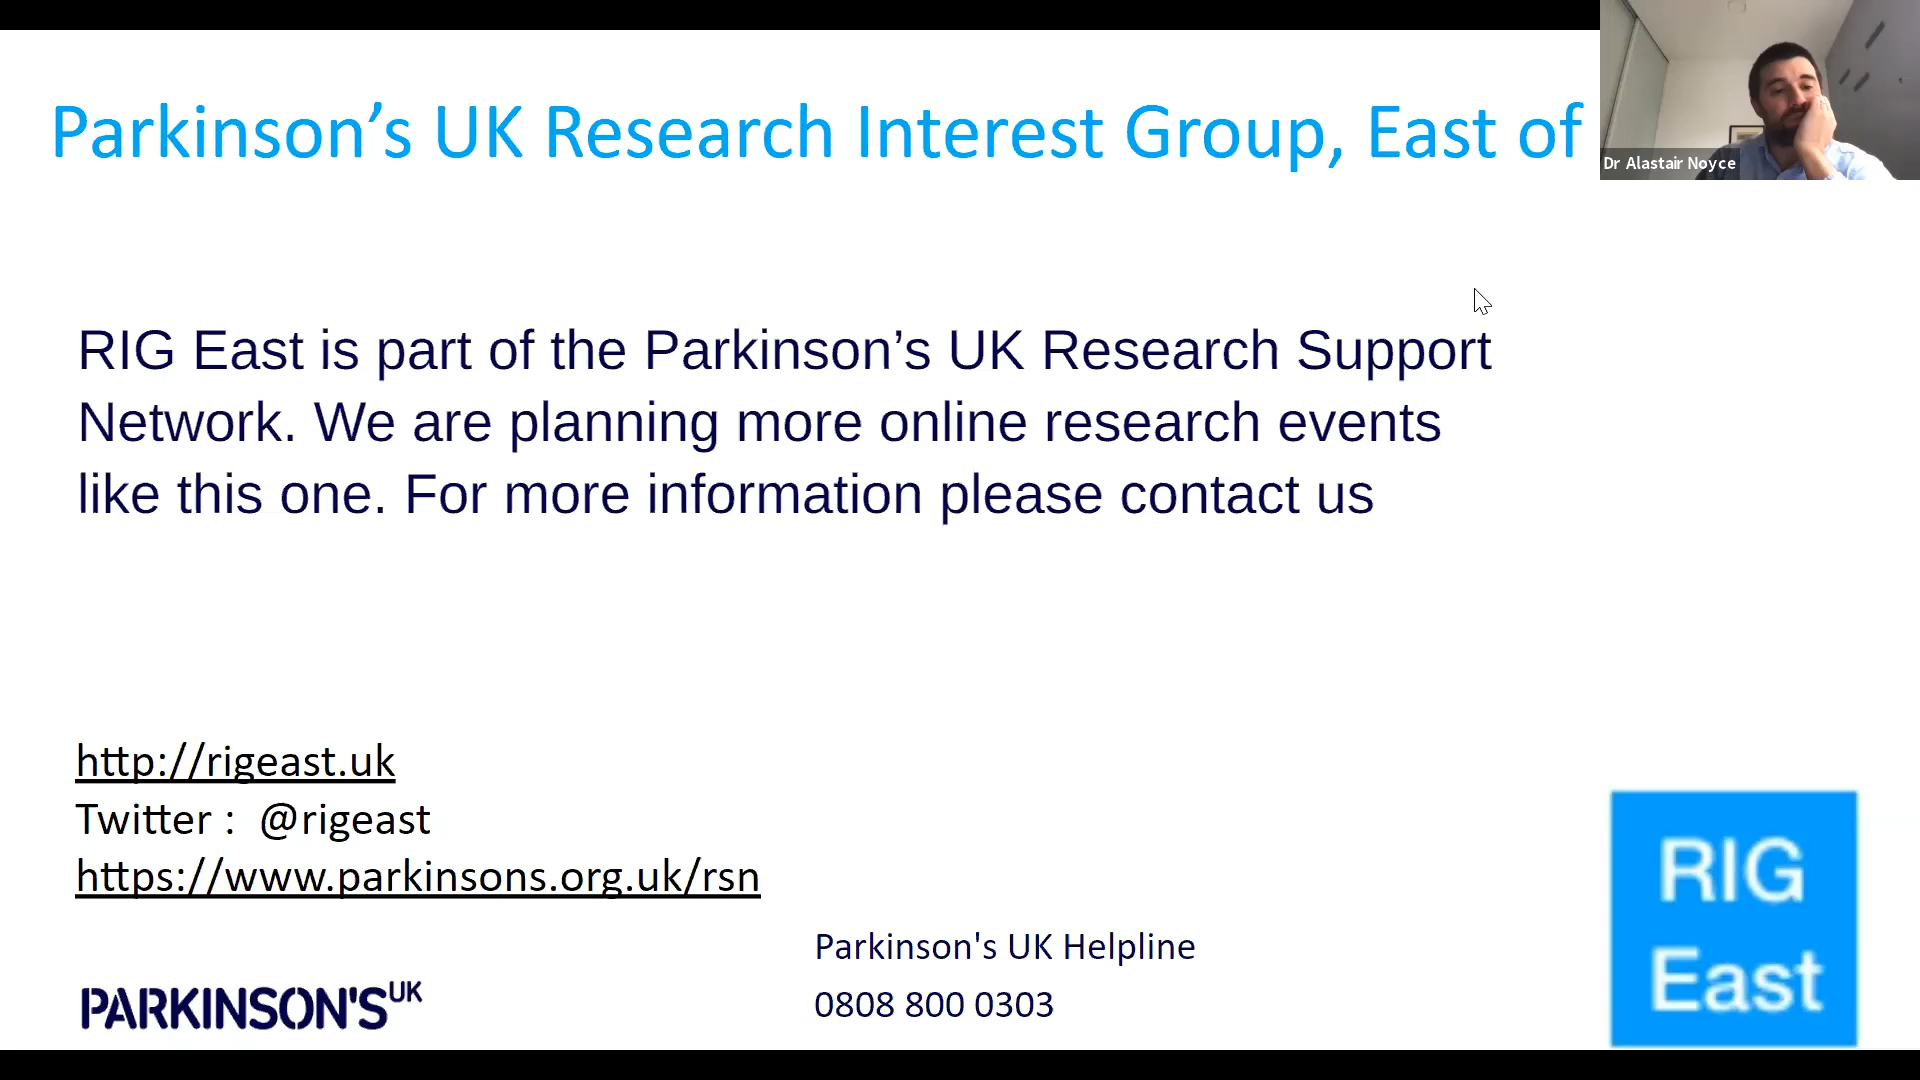 Parkinson’s UK Research Interest Group, East of
Dr Alastair Noyce
RIG East is part of the Parkinson’s UK Research Support
Network. We are planning more online research events
like this one. For more information please contact us
http://rigeast.uk
Twitter :  @rigeast
https://www.parkinsons.org.uk/rsn
Parkinson's UK Helpline
0808 800 0303
PARKINSON'S UK
RIG
East